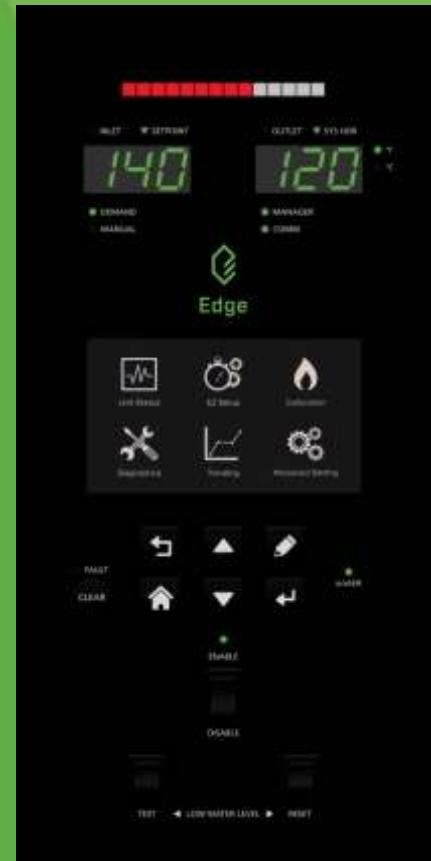 INLET SETPOINT OUTLET SYS HDR
140 120 °F
°C
DEMAND MANAGER
MANUAL COMM
Edge
Unit Status EZ Setup Calibration
Diagnostics Trending Advanced Setting
FAULT
CLEAR
ENABLE
DISABLE
TEST ◄ LOW WATER LEVEL ► RESET